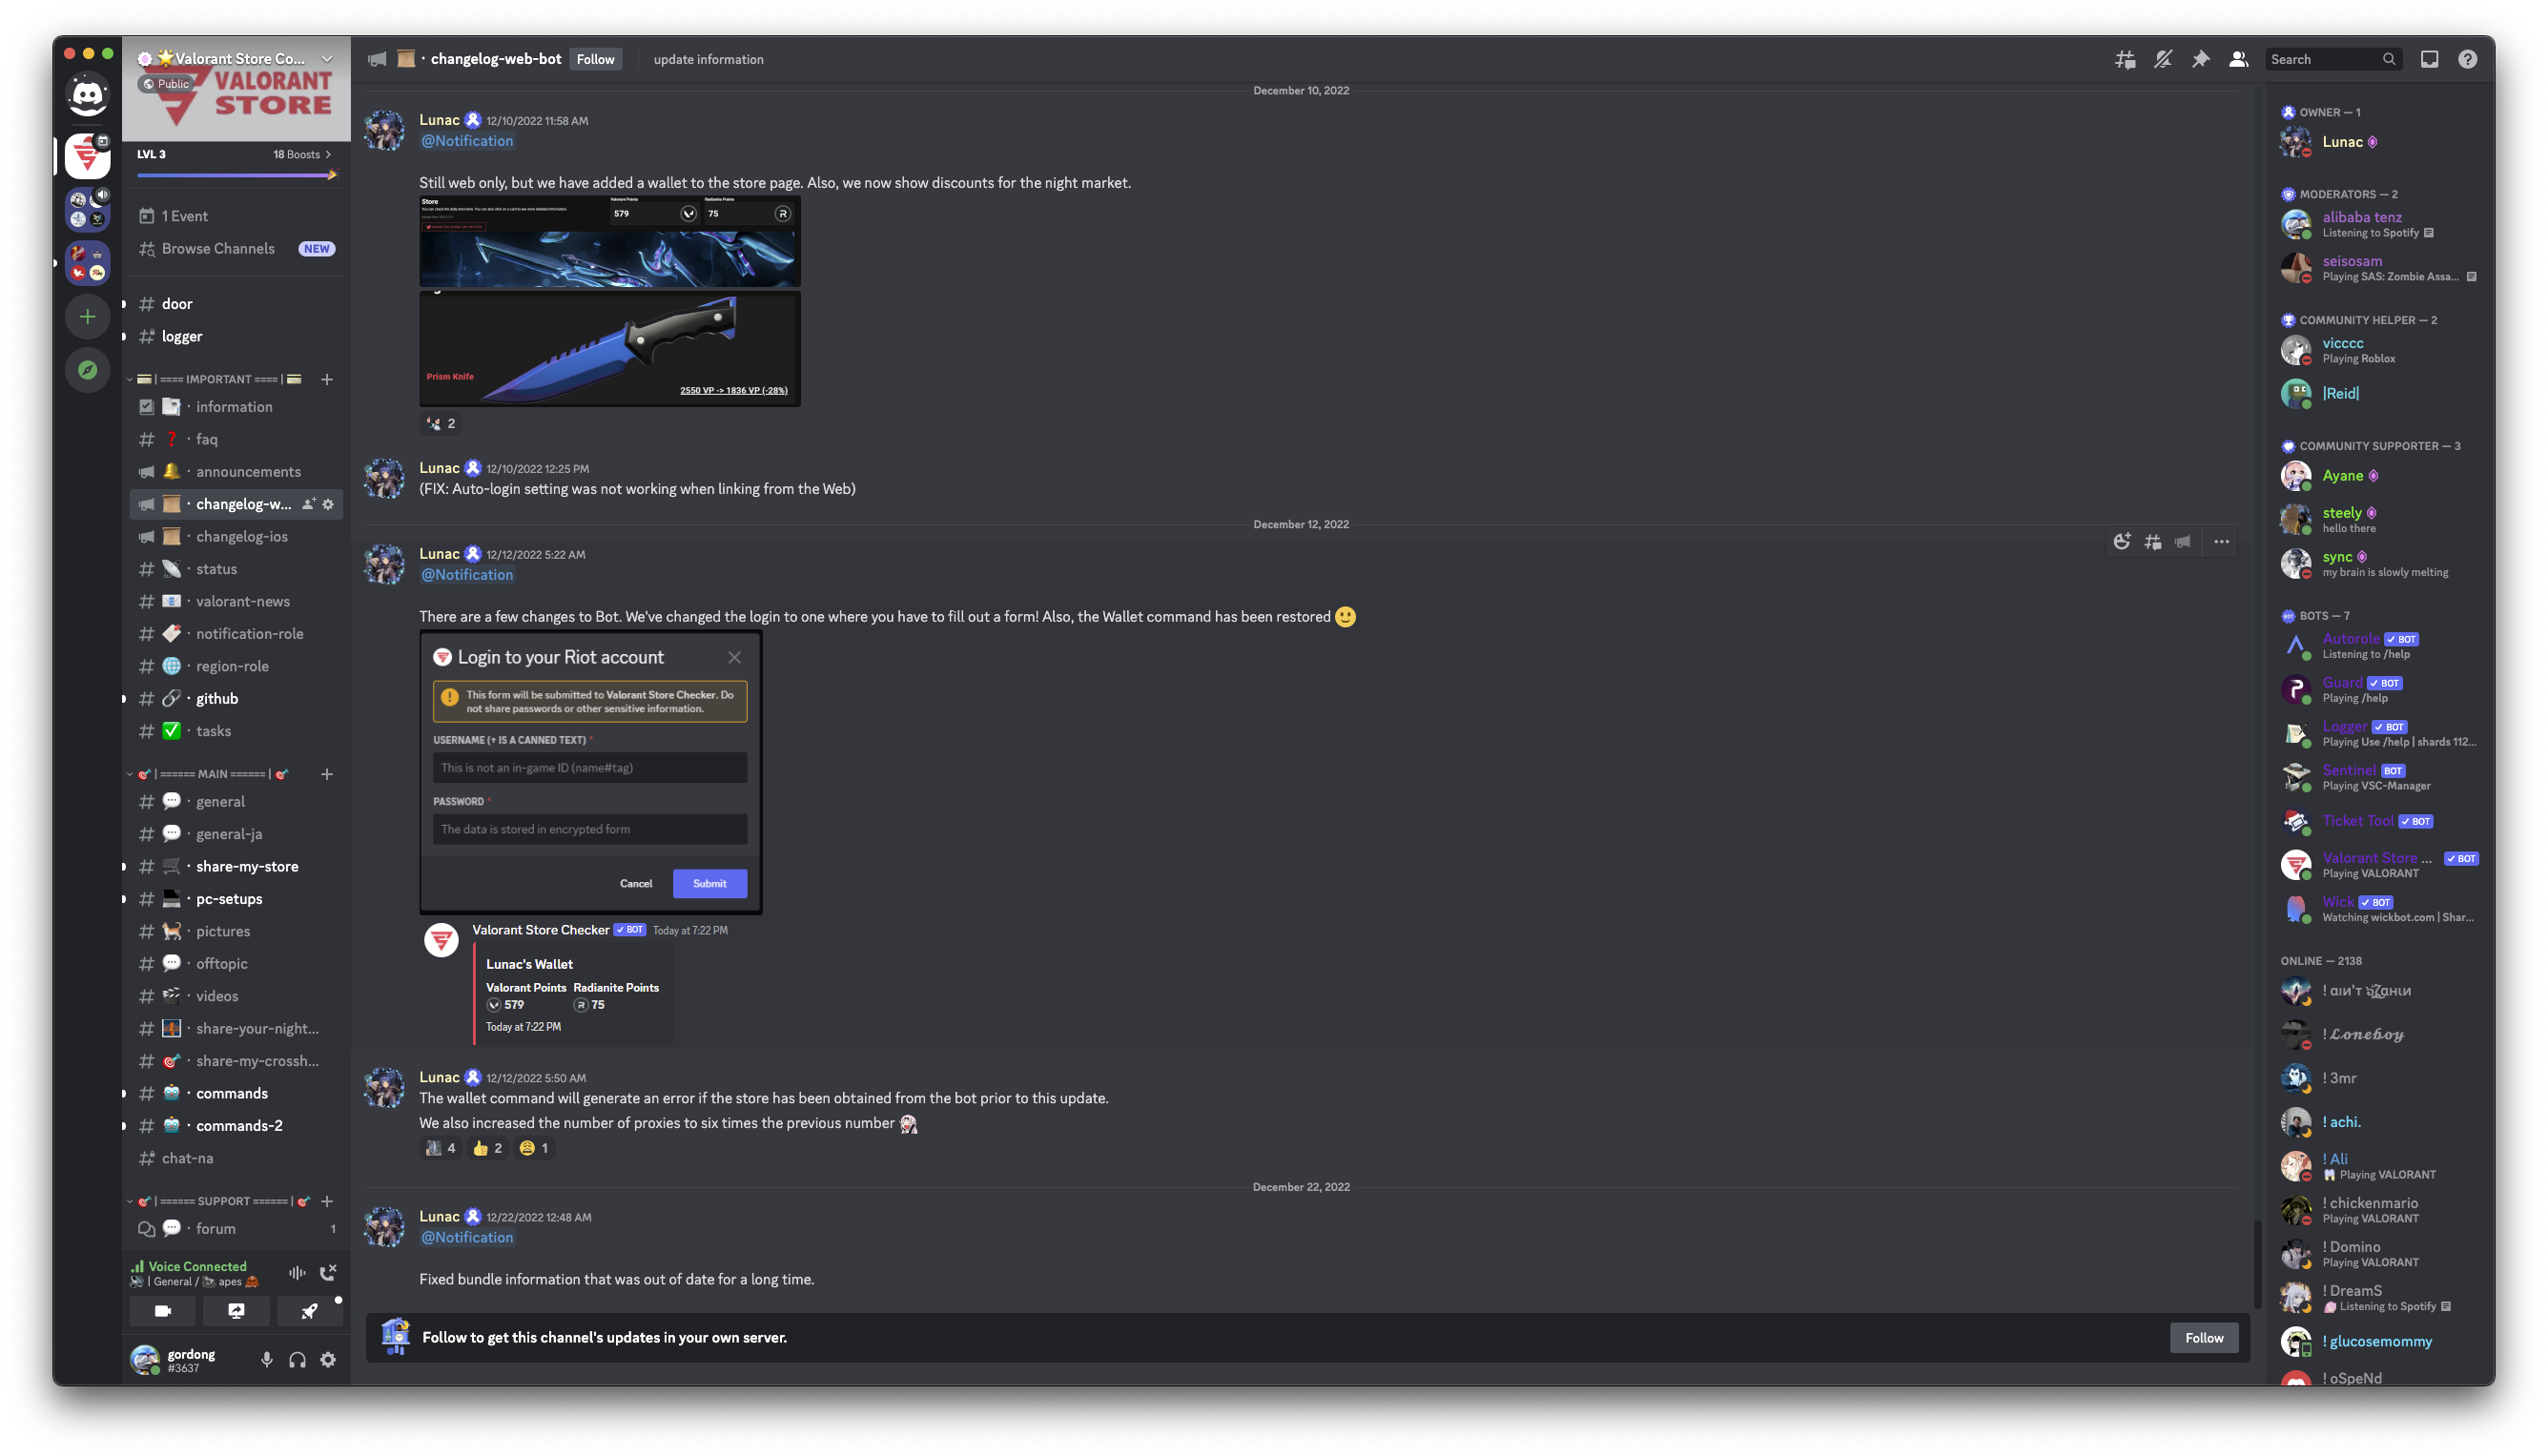 🌟Valorant Store Co...
Public
VALORANT
STORE
LVL 3
18 Boosts
1 Event
Browse Channels
NEW
door
logger
| ==== IMPORTANT ==== |
information
faq
announcements
changelog-w...
changelog-ios
status
valorant-news
notification-role
region-role
github
tasks
| ====== MAIN ====== |
general
general-ja
share-my-store
pc-setups
pictures
offtopic
videos
share-your-night...
share-my-crossh...
commands
commands-2
chat-na
| ====== SUPPORT ====== |
forum
1
Voice Connected
| General / apes
gordong
#3637
changelog-web-bot
Follow
update information
Search
December 10, 2022
Lunac 12/10/2022 11:58 AM
@Notification
Still web only, but we have added a wallet to the store page. Also, we now show discounts for the night market.
Store
Valorant Points
579
Radianite Points
75
Prism Knife
2550 VP -> 1836 VP (-28%)
2
Lunac 12/10/2022 12:25 PM
(FIX: Auto-login setting was not working when linking from the Web)
December 12, 2022
Lunac 12/12/2022 5:22 AM
@Notification
There are a few changes to Bot. We've changed the login to one where you have to fill out a form! Also, the Wallet command has been restored 🙂
Login to your Riot account
This form will be submitted to Valorant Store Checker. Do
not share passwords or other sensitive information.
USERNAME (↑ IS A CANNED TEXT) *
This is not an in-game ID (name#tag)
PASSWORD *
The data is stored in encrypted form
Cancel
Submit
Valorant Store Checker ✓ BOT Today at 7:22 PM
Lunac's Wallet
Valorant Points Radianite Points
579 75
Today at 7:22 PM
Lunac 12/12/2022 5:50 AM
The wallet command will generate an error if the store has been obtained from the bot prior to this update.
We also increased the number of proxies to six times the previous number
4 👍 2 😩 1
December 22, 2022
Lunac 12/22/2022 12:48 AM
@Notification
Fixed bundle information that was out of date for a long time.
Follow to get this channel's updates in your own server.
Follow
OWNER — 1
Lunac
MODERATORS — 2
alibaba tenz
Listening to Spotify
seisosam
Playing SAS: Zombie Assa...
COMMUNITY HELPER — 2
vicccc
Playing Roblox
|Reid|
COMMUNITY SUPPORTER — 3
Ayane
steely
hello there
sync
my brain is slowly melting
BOTS — 7
Autorole ✓ BOT
Listening to /help
Guard ✓ BOT
Playing /help
Logger ✓ BOT
Playing Use /help | shards 112...
Sentinel BOT
Playing VSC-Manager
Ticket Tool ✓ BOT
Valorant Store ... ✓ BOT
Playing VALORANT
Wick ✓ BOT
Watching wickbot.com | Shar...
ONLINE — 2138
! 𝓛𝓸𝓷𝓮𝓫𝓸𝔂
! 3mr
! achi.
! Ali
Playing VALORANT
! chickenmario
Playing VALORANT
! Domino
Playing VALORANT
! DreamS
Listening to Spotify
! glucosemommy
! oSpeNd